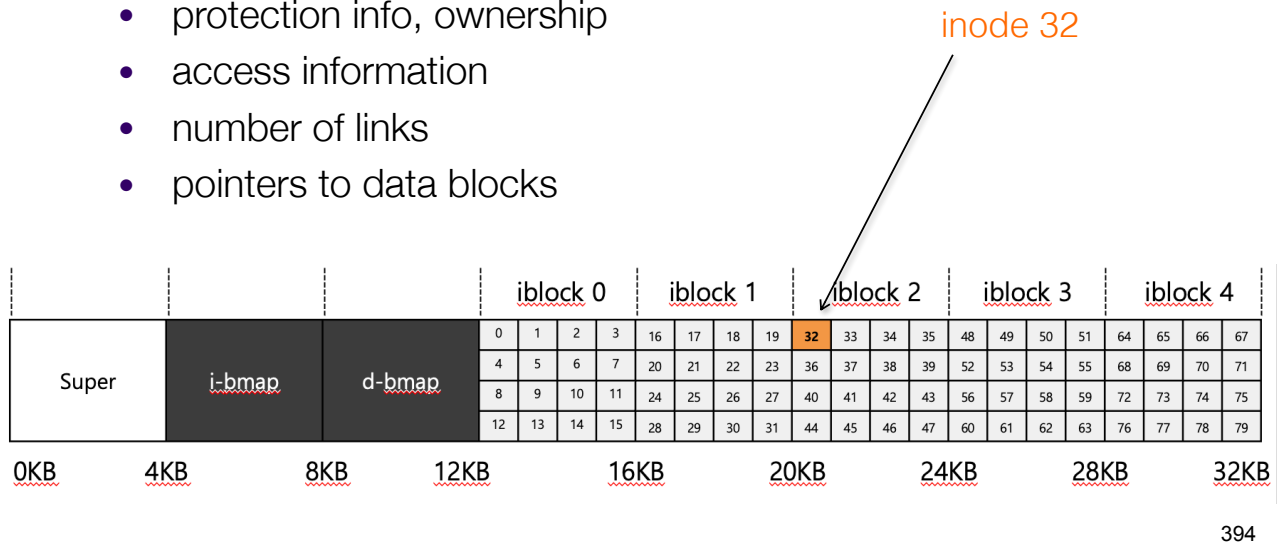 • protection info, ownership
inode 32
• access information
• number of links
• pointers to data blocks
iblock 0 iblock 1 iblock 2 iblock 3 iblock 4
0 1 2 3 16 17 18 19 32 33 34 35 48 49 50 51 64 65 66 67
4 5 6 7 20 21 22 23 36 37 38 39 52 53 54 55 68 69 70 71
Super i-bmap d-bmap
8 9 10 11 24 25 26 27 40 41 42 43 56 57 58 59 72 73 74 75
12 13 14 15 28 29 30 31 44 45 46 47 60 61 62 63 76 77 78 79
0KB 4KB 8KB 12KB 16KB 20KB 24KB 28KB 32KB
394